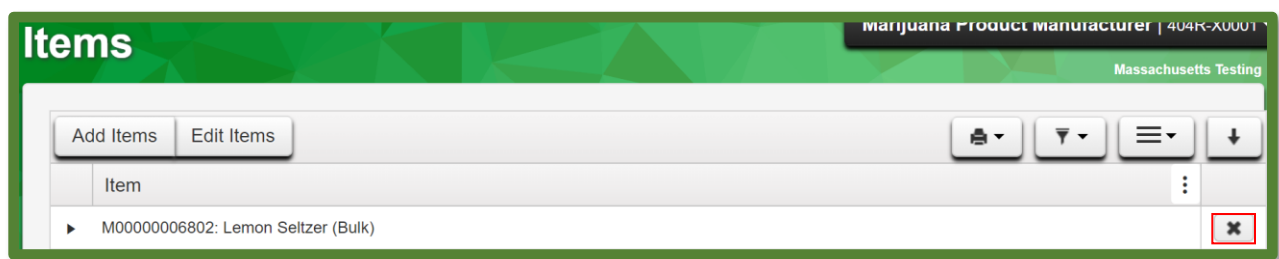 Marijuana Product Manufacturer | 404R-X0001
Items
Massachusetts Testing
Add Items Edit Items
Item
M00000006802: Lemon Seltzer (Bulk)